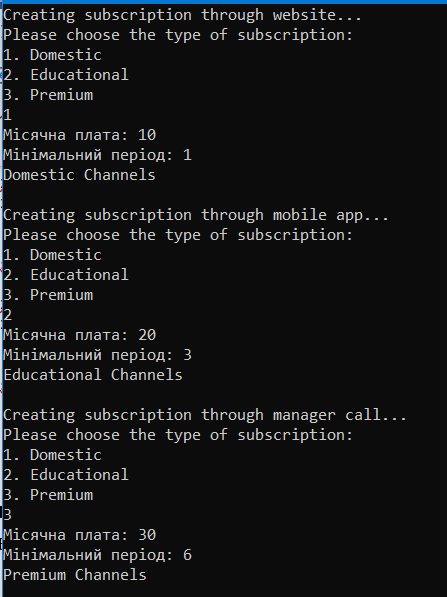 Creating subscription through website...
Please choose the type of subscription:
1. Domestic
2. Educational
3. Premium
1
Місячна плата: 10
Мінімальний період: 1
Domestic Channels

Creating subscription through mobile app...
Please choose the type of subscription:
1. Domestic
2. Educational
3. Premium
2
Місячна плата: 20
Мінімальний період: 3
Educational Channels

Creating subscription through manager call...
Please choose the type of subscription:
1. Domestic
2. Educational
3. Premium
3
Місячна плата: 30
Мінімальний період: 6
Premium Channels